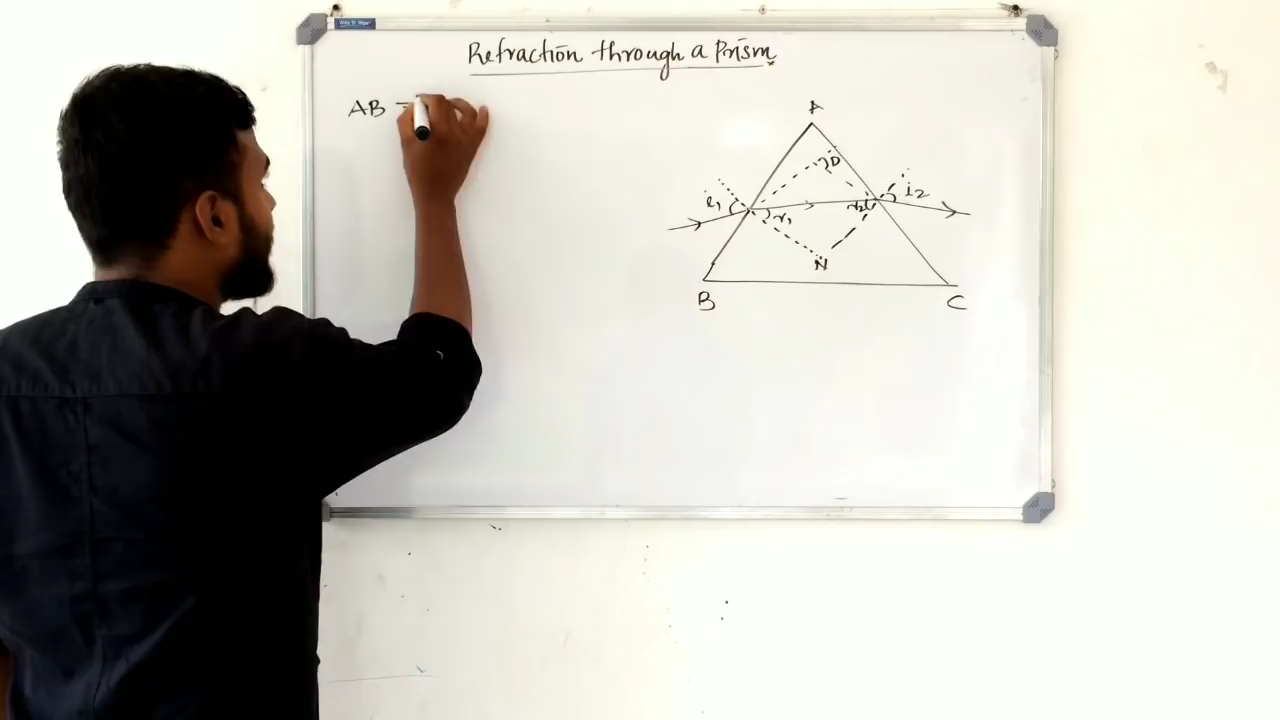 Refraction through a Prism
AB =
A
D
i1
i2
r1
r2
N
B
C